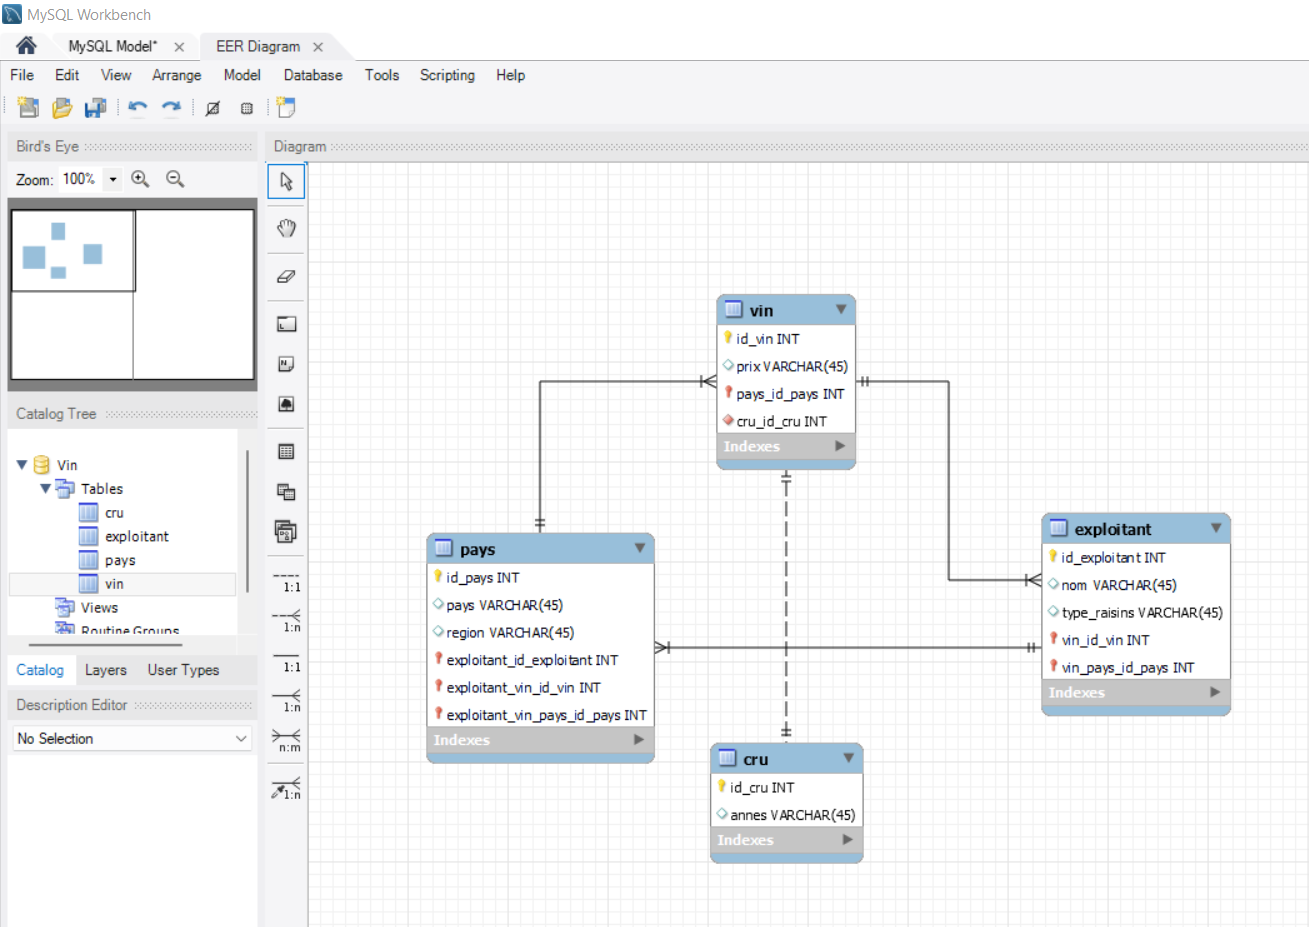 MySQL Workbench
MySQL Model* ×
EER Diagram ×
File Edit View Arrange Model Database Tools Scripting Help
Bird's Eye
Zoom: 100%
Diagram
Catalog Tree
Vin
Tables
cru
exploitant
pays
vin
Views
Routine Groups
Catalog Layers User Types
Description Editor
No Selection
1:1
1:n
1:1
1:n
n:m
1:n
vin
id_vin INT
prix VARCHAR(45)
pays_id_pays INT
cru_id_cru INT
Indexes
pays
id_pays INT
pays VARCHAR(45)
region VARCHAR(45)
exploitant_id_exploitant INT
exploitant_vin_id_vin INT
exploitant_vin_pays_id_pays INT
Indexes
exploitant
id_exploitant INT
nom VARCHAR(45)
type_raisins VARCHAR(45)
vin_id_vin INT
vin_pays_id_pays INT
Indexes
cru
id_cru INT
annes VARCHAR(45)
Indexes